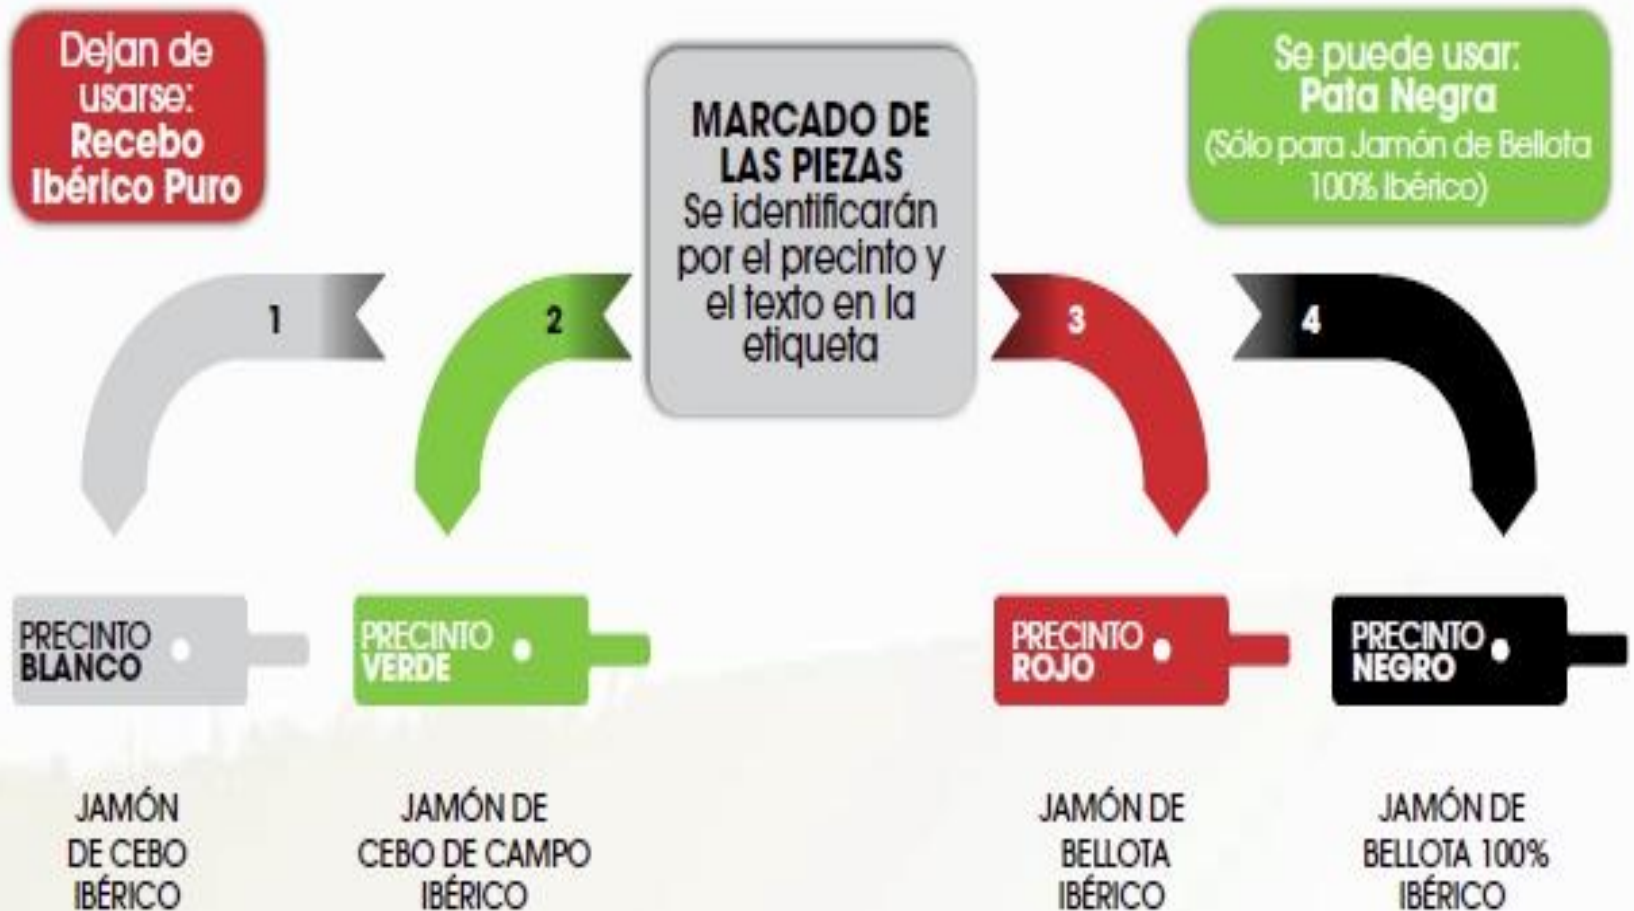 Dejan de
usarse:
Recebo
Ibérico Puro
MARCADO DE
LAS PIEZAS
Se identificarán
por el precinto y
el texto en la
etiqueta
Se puede usar:
Pata Negra
(Sólo para Jamón de Bellota
100% Ibérico)
1
2
3
4
PRECINTO
BLANCO
PRECINTO
VERDE
PRECINTO
ROJO
PRECINTO
NEGRO
JAMÓN
DE CEBO
IBÉRICO
JAMÓN DE
CEBO DE CAMPO
IBÉRICO
JAMÓN DE
BELLOTA
IBÉRICO
JAMÓN DE
BELLOTA 100%
IBÉRICO